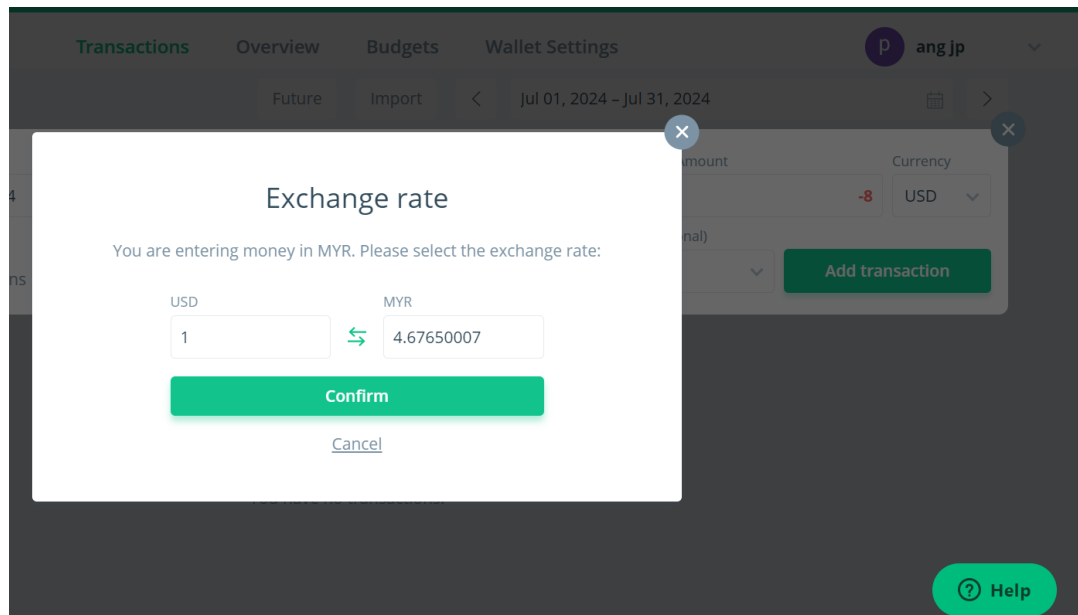 Transactions Overview Budgets Wallet Settings p ang jp
Future Import < Jul 01, 2024 – Jul 31, 2024 >
Amount Currency
4 -8 USD
Exchange rate
You are entering money in MYR. Please select the exchange rate:
USD MYR
1 4.67650007
Confirm
Cancel
nal)
ns Add transaction
Help